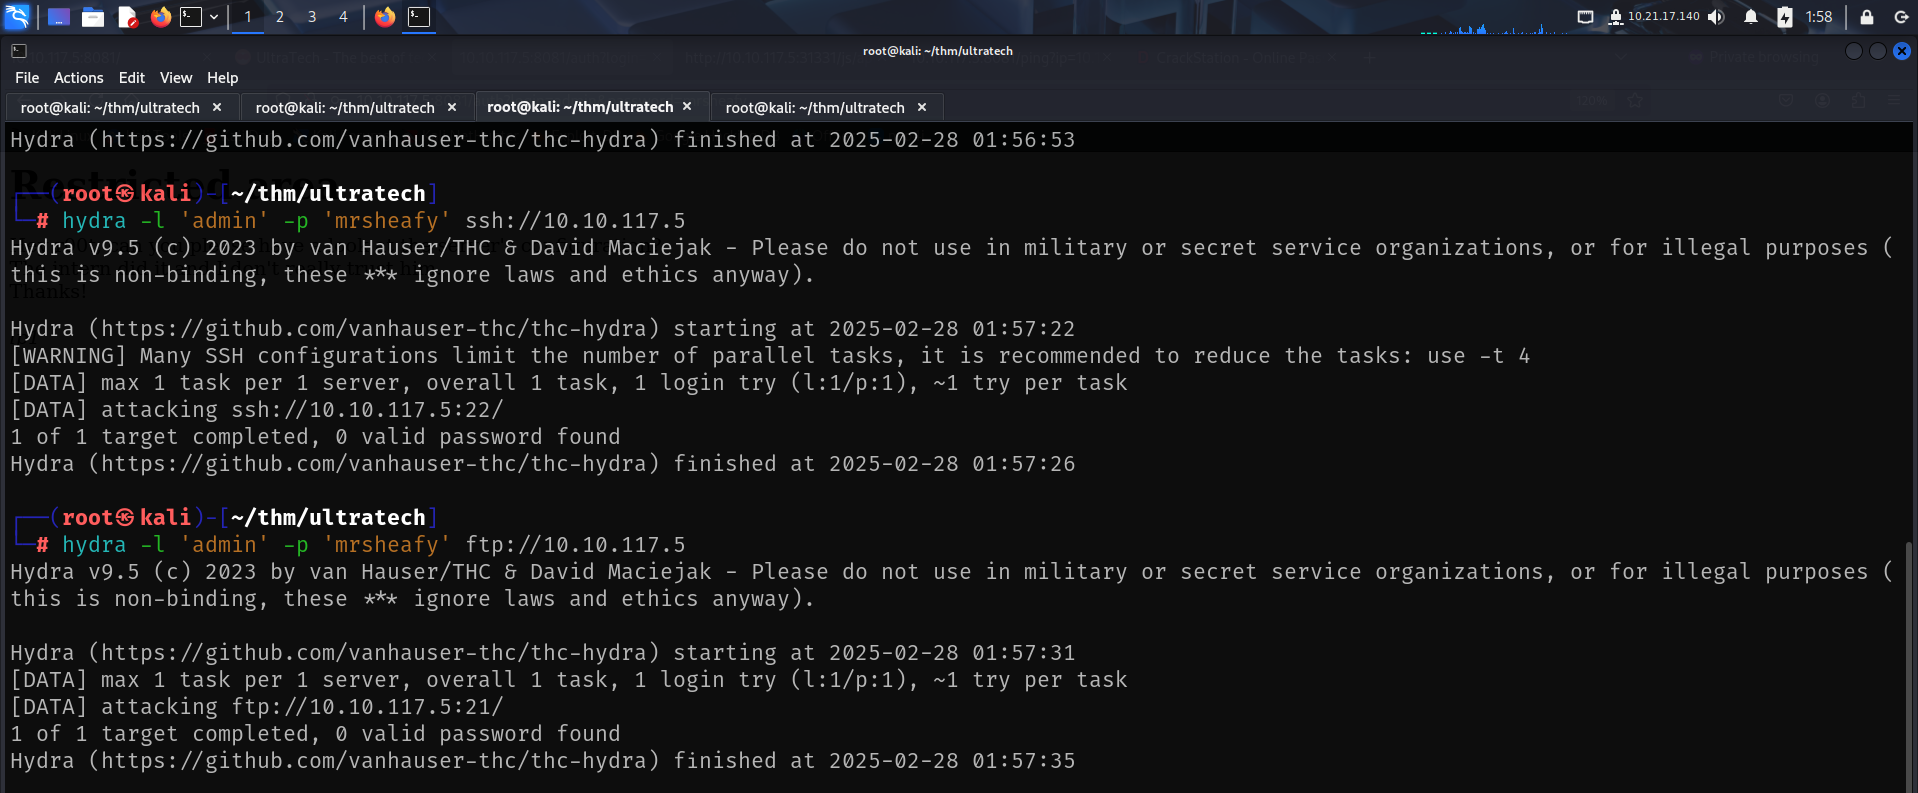 1 2 3 4 10.21.17.140 1:58
root@kali: ~/thm/ultratech
File Actions Edit View Help
root@kali: ~/thm/ultratech × root@kali: ~/thm/ultratech × root@kali: ~/thm/ultratech × root@kali: ~/thm/ultratech ×
Hydra (https://github.com/vanhauser-thc/thc-hydra) finished at 2025-02-28 01:56:53
Restricted area
┌──(root㉿kali)-[~/thm/ultratech]
└─# hydra -l 'admin' -p 'mrsheafy' ssh://10.10.117.5
Hydra v9.5 (c) 2023 by van Hauser/THC & David Maciejak - Please do not use in military or secret service organizations, or for illegal purposes (
this is non-binding, these *** ignore laws and ethics anyway).
Thanks!
Hydra (https://github.com/vanhauser-thc/thc-hydra) starting at 2025-02-28 01:57:22
[WARNING] Many SSH configurations limit the number of parallel tasks, it is recommended to reduce the tasks: use -t 4
[DATA] max 1 task per 1 server, overall 1 task, 1 login try (l:1/p:1), ~1 try per task
[DATA] attacking ssh://10.10.117.5:22/
1 of 1 target completed, 0 valid password found
Hydra (https://github.com/vanhauser-thc/thc-hydra) finished at 2025-02-28 01:57:26
┌──(root㉿kali)-[~/thm/ultratech]
└─# hydra -l 'admin' -p 'mrsheafy' ftp://10.10.117.5
Hydra v9.5 (c) 2023 by van Hauser/THC & David Maciejak - Please do not use in military or secret service organizations, or for illegal purposes (
this is non-binding, these *** ignore laws and ethics anyway).
Hydra (https://github.com/vanhauser-thc/thc-hydra) starting at 2025-02-28 01:57:31
[DATA] max 1 task per 1 server, overall 1 task, 1 login try (l:1/p:1), ~1 try per task
[DATA] attacking ftp://10.10.117.5:21/
1 of 1 target completed, 0 valid password found
Hydra (https://github.com/vanhauser-thc/thc-hydra) finished at 2025-02-28 01:57:35